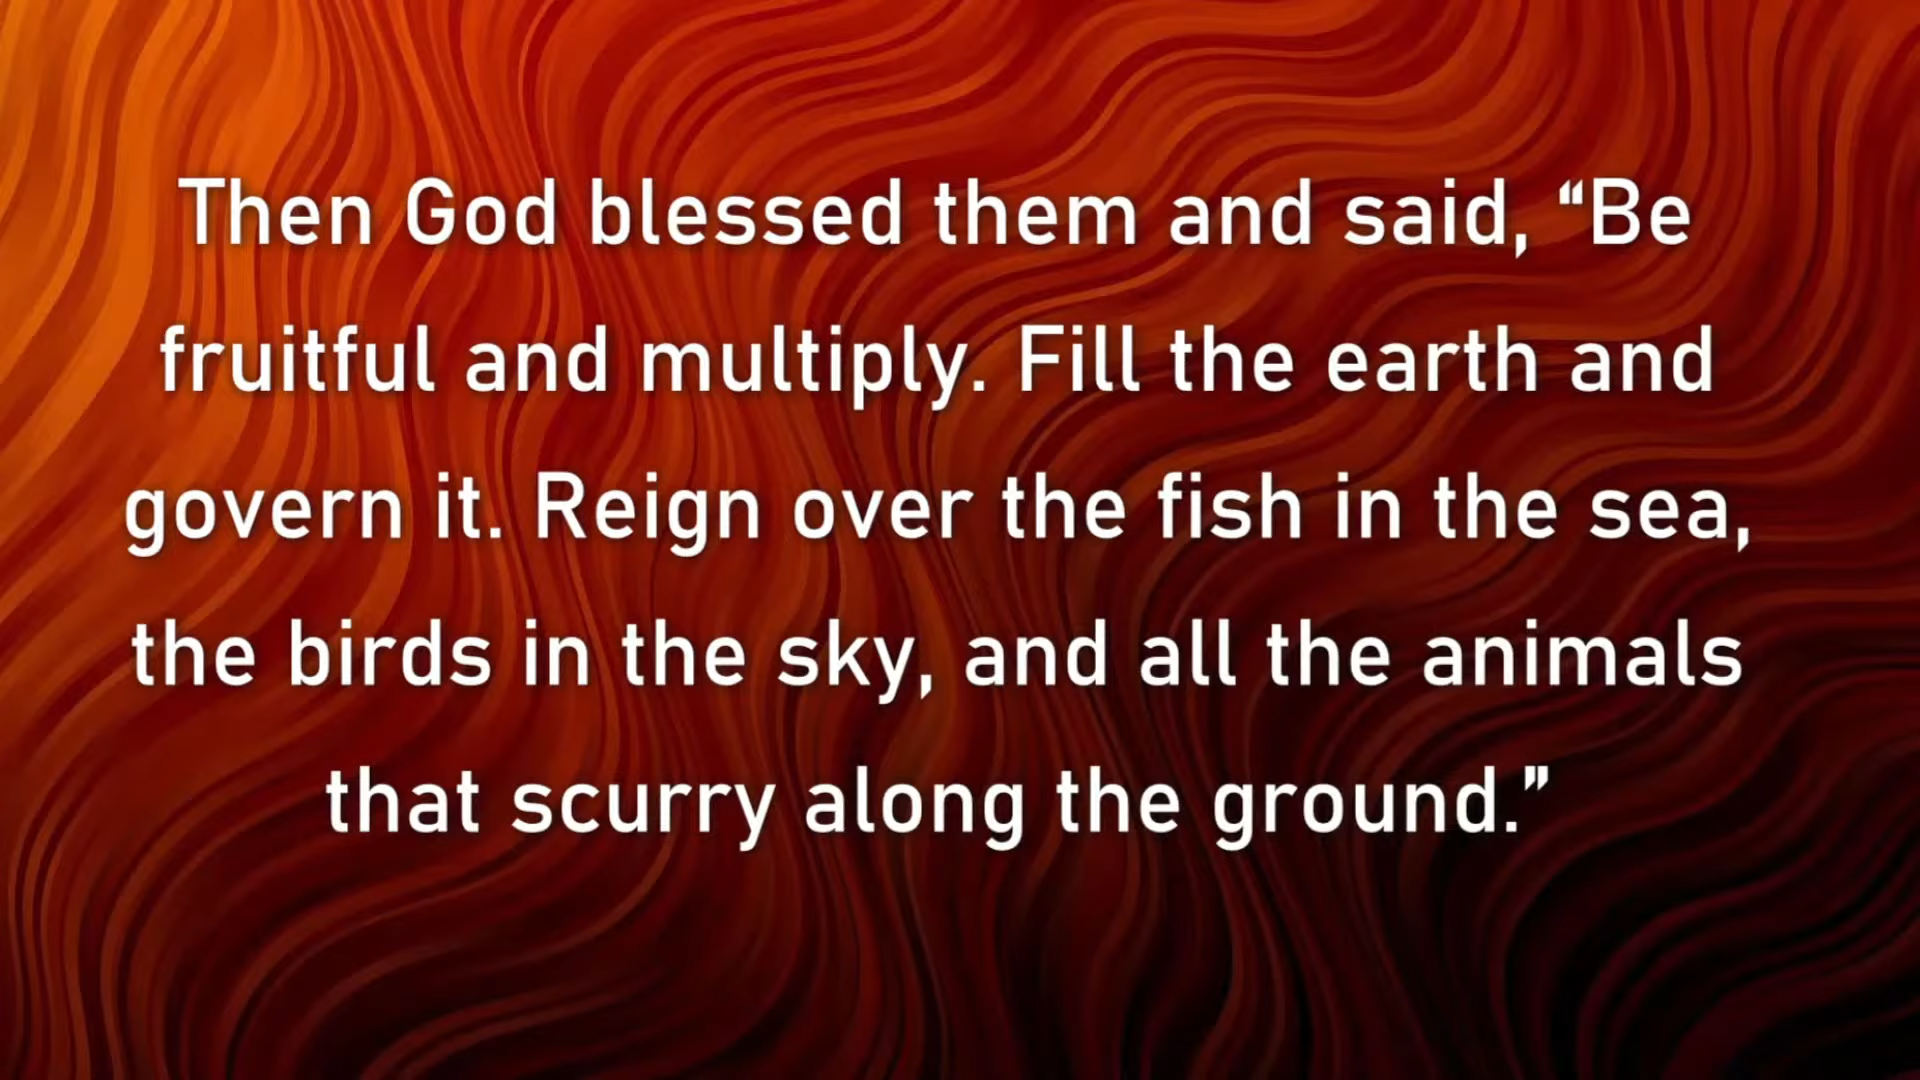 Then God blessed them and said, “Be
fruitful and multiply. Fill the earth and
govern it. Reign over the fish in the sea,
the birds in the sky, and all the animals
that scurry along the ground.”